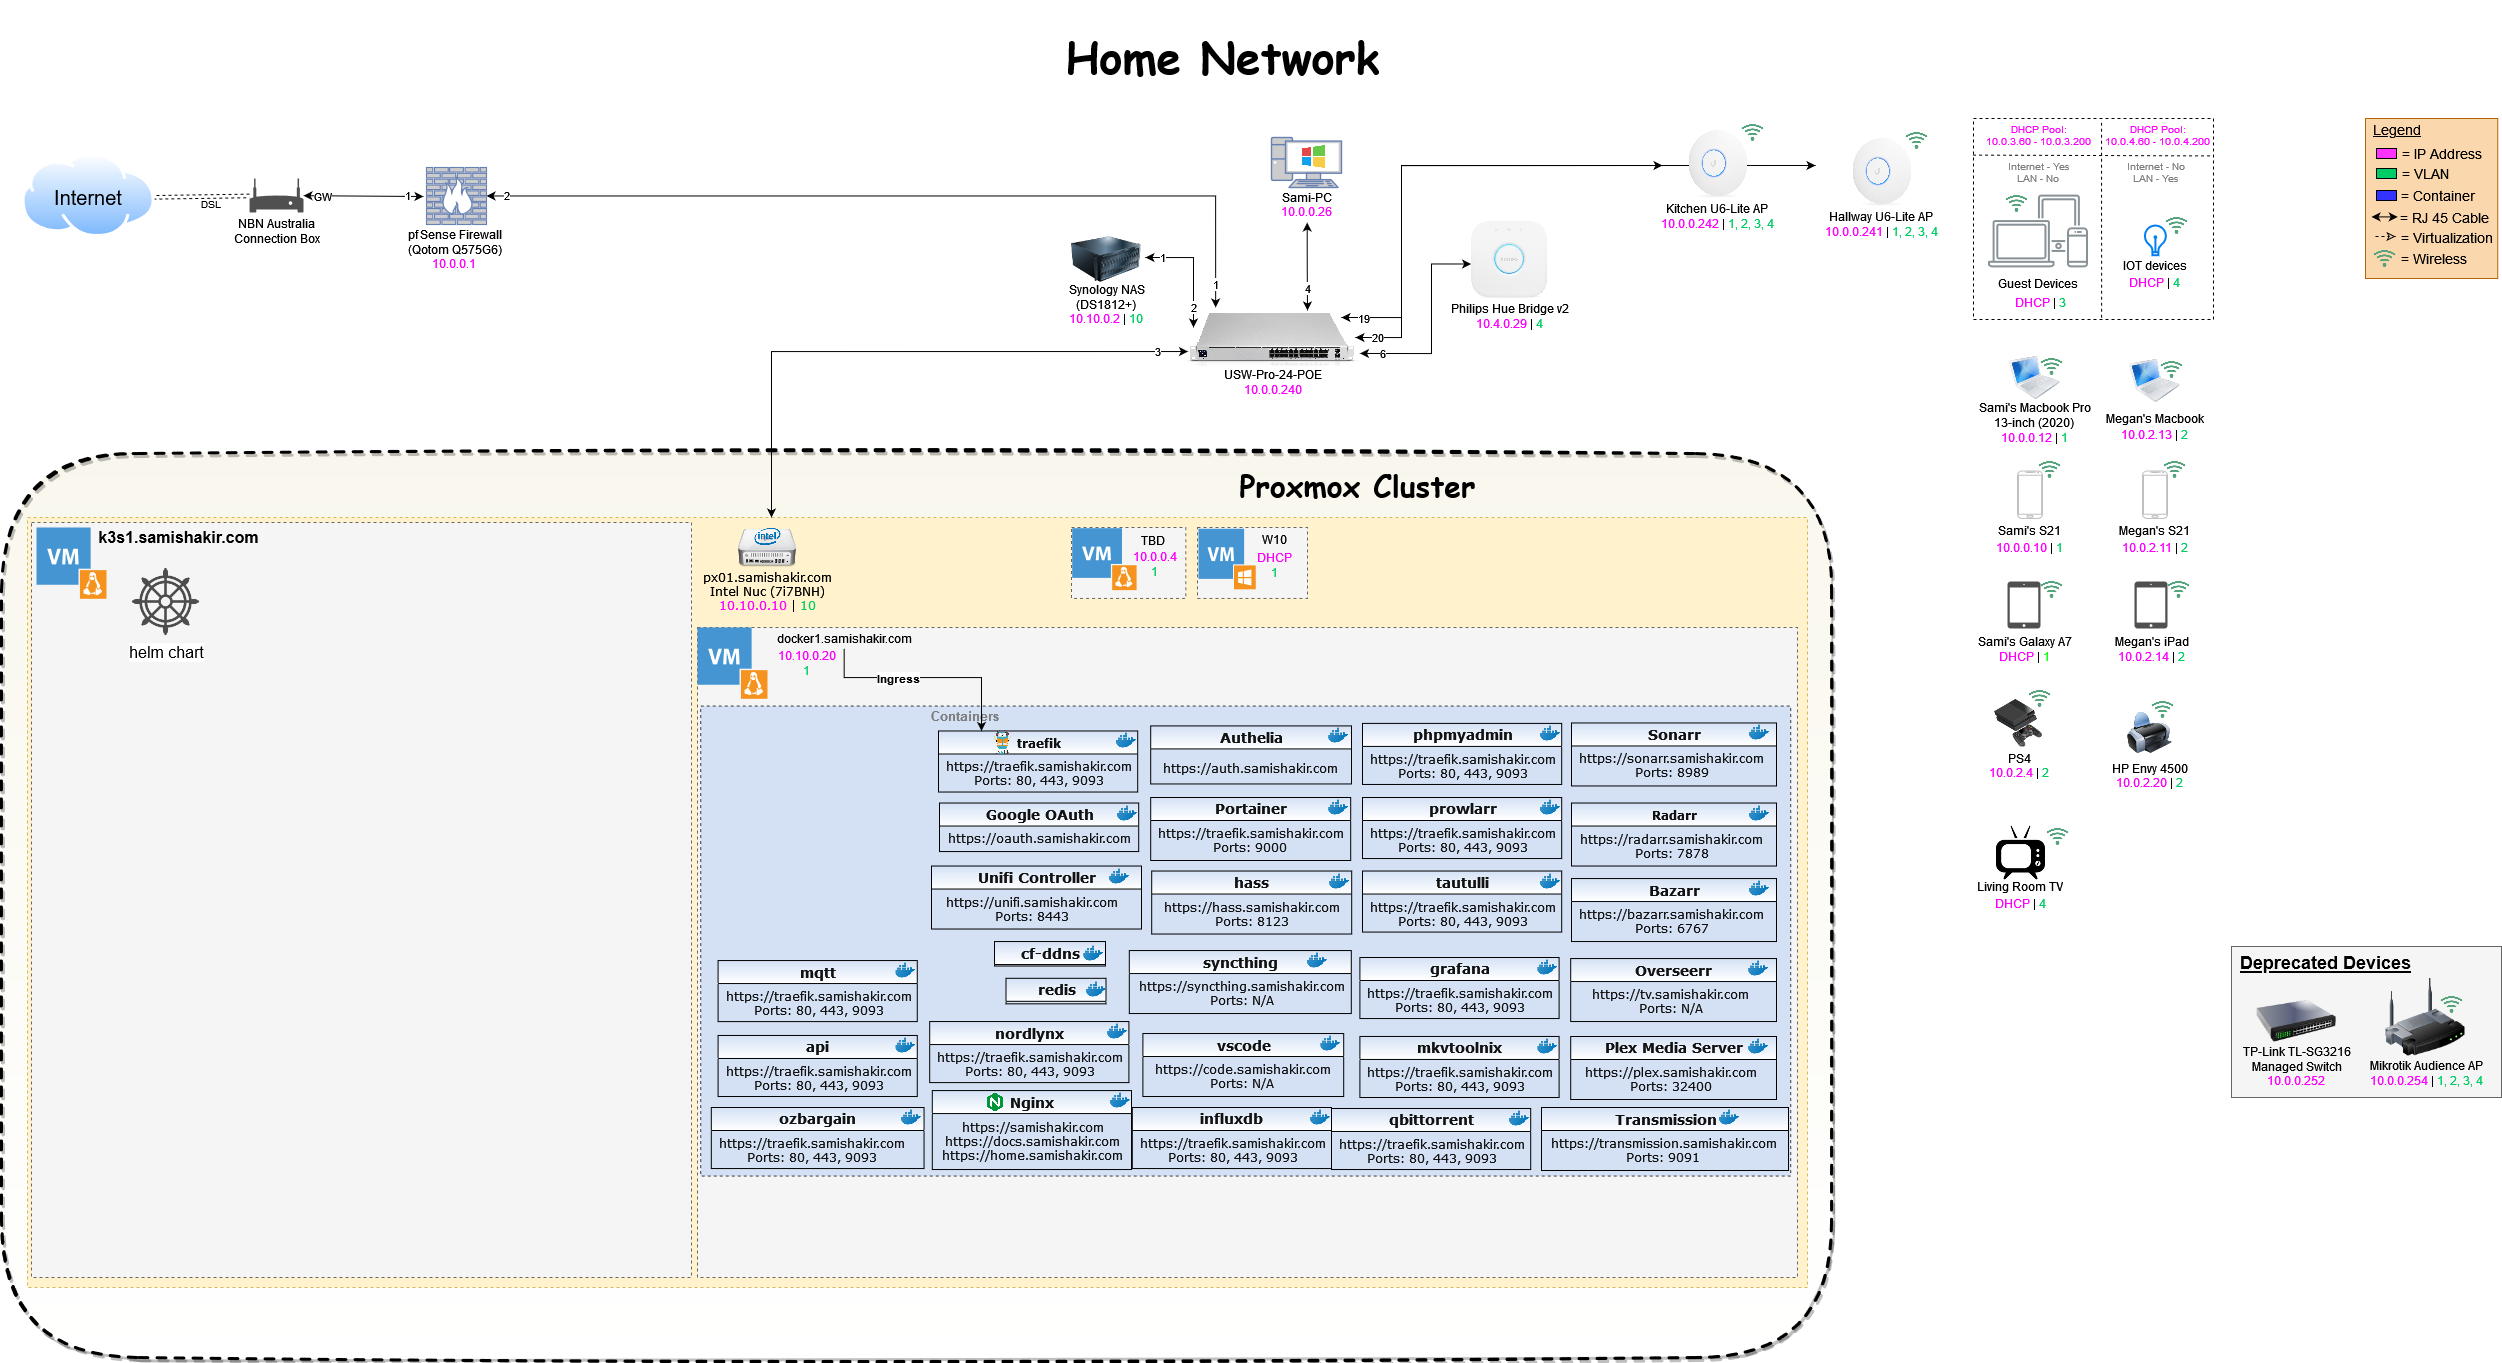 Home Network
Internet
DSL
GW
NBN Australia
Connection Box
1
2
pfSense Firewall
(Qotom Q575G6)
10.0.0.1
Synology NAS
(DS1812+)
10.10.0.2 | 10
1
2
1
Sami-PC
10.0.0.26
4
3
19
20
6
USW-Pro-24-POE
10.0.0.240
Philips Hue Bridge v2
10.4.0.29 | 4
Kitchen U6-Lite AP
10.0.0.242 | 1, 2, 3, 4
Hallway U6-Lite AP
10.0.0.241 | 1, 2, 3, 4
DHCP Pool:
10.0.3.60 - 10.0.3.200
Internet - Yes
LAN - No
Guest Devices
DHCP | 3
DHCP Pool:
10.0.4.60 - 10.0.4.200
Internet - No
LAN - Yes
IOT devices
DHCP | 4
Legend
= IP Address
= VLAN
= Container
= RJ 45 Cable
= Virtualization
= Wireless
Sami's Macbook Pro
13-inch (2020)
10.0.0.12 | 1
Megan's Macbook
10.0.2.13 | 2
Sami's S21
10.0.0.10 | 1
Megan's S21
10.0.2.11 | 2
Sami's Galaxy A7
DHCP | 1
Megan's iPad
10.0.2.14 | 2
PS4
10.0.2.4 | 2
HP Envy 4500
10.0.2.20 | 2
Living Room TV
DHCP | 4
Deprecated Devices
TP-Link TL-SG3216
Managed Switch
10.0.0.252
Mikrotik Audience AP
10.0.0.254 | 1, 2, 3, 4
Proxmox Cluster
VM
k3s1.samishakir.com
helm chart
intel
px01.samishakir.com
Intel Nuc (7i7BNH)
10.10.0.10 | 10
VM
TBD
10.0.0.4
1
VM
W10
DHCP
1
VM
docker1.samishakir.com
10.10.0.20
1
Ingress
Containers
traefik
https://traefik.samishakir.com
Ports: 80, 443, 9093
Authelia
https://auth.samishakir.com
phpmyadmin
https://traefik.samishakir.com
Ports: 80, 443, 9093
Sonarr
https://sonarr.samishakir.com
Ports: 8989
Google OAuth
https://oauth.samishakir.com
Portainer
https://traefik.samishakir.com
Ports: 9000
prowlarr
https://traefik.samishakir.com
Ports: 80, 443, 9093
Radarr
https://radarr.samishakir.com
Ports: 7878
Unifi Controller
https://unifi.samishakir.com
Ports: 8443
hass
https://hass.samishakir.com
Ports: 8123
tautulli
https://traefik.samishakir.com
Ports: 80, 443, 9093
Bazarr
https://bazarr.samishakir.com
Ports: 6767
cf-ddns
redis
mqtt
https://traefik.samishakir.com
Ports: 80, 443, 9093
syncthing
https://syncthing.samishakir.com
Ports: N/A
grafana
https://traefik.samishakir.com
Ports: 80, 443, 9093
Overseerr
https://tv.samishakir.com
Ports: N/A
api
https://traefik.samishakir.com
Ports: 80, 443, 9093
nordlynx
https://traefik.samishakir.com
Ports: 80, 443, 9093
vscode
https://code.samishakir.com
Ports: N/A
mkvtoolnix
https://traefik.samishakir.com
Ports: 80, 443, 9093
Plex Media Server
https://plex.samishakir.com
Ports: 32400
ozbargain
https://traefik.samishakir.com
Ports: 80, 443, 9093
Nginx
https://samishakir.com
https://docs.samishakir.com
https://home.samishakir.com
influxdb
https://traefik.samishakir.com
Ports: 80, 443, 9093
qbittorrent
https://traefik.samishakir.com
Ports: 80, 443, 9093
Transmission
https://transmission.samishakir.com
Ports: 9091